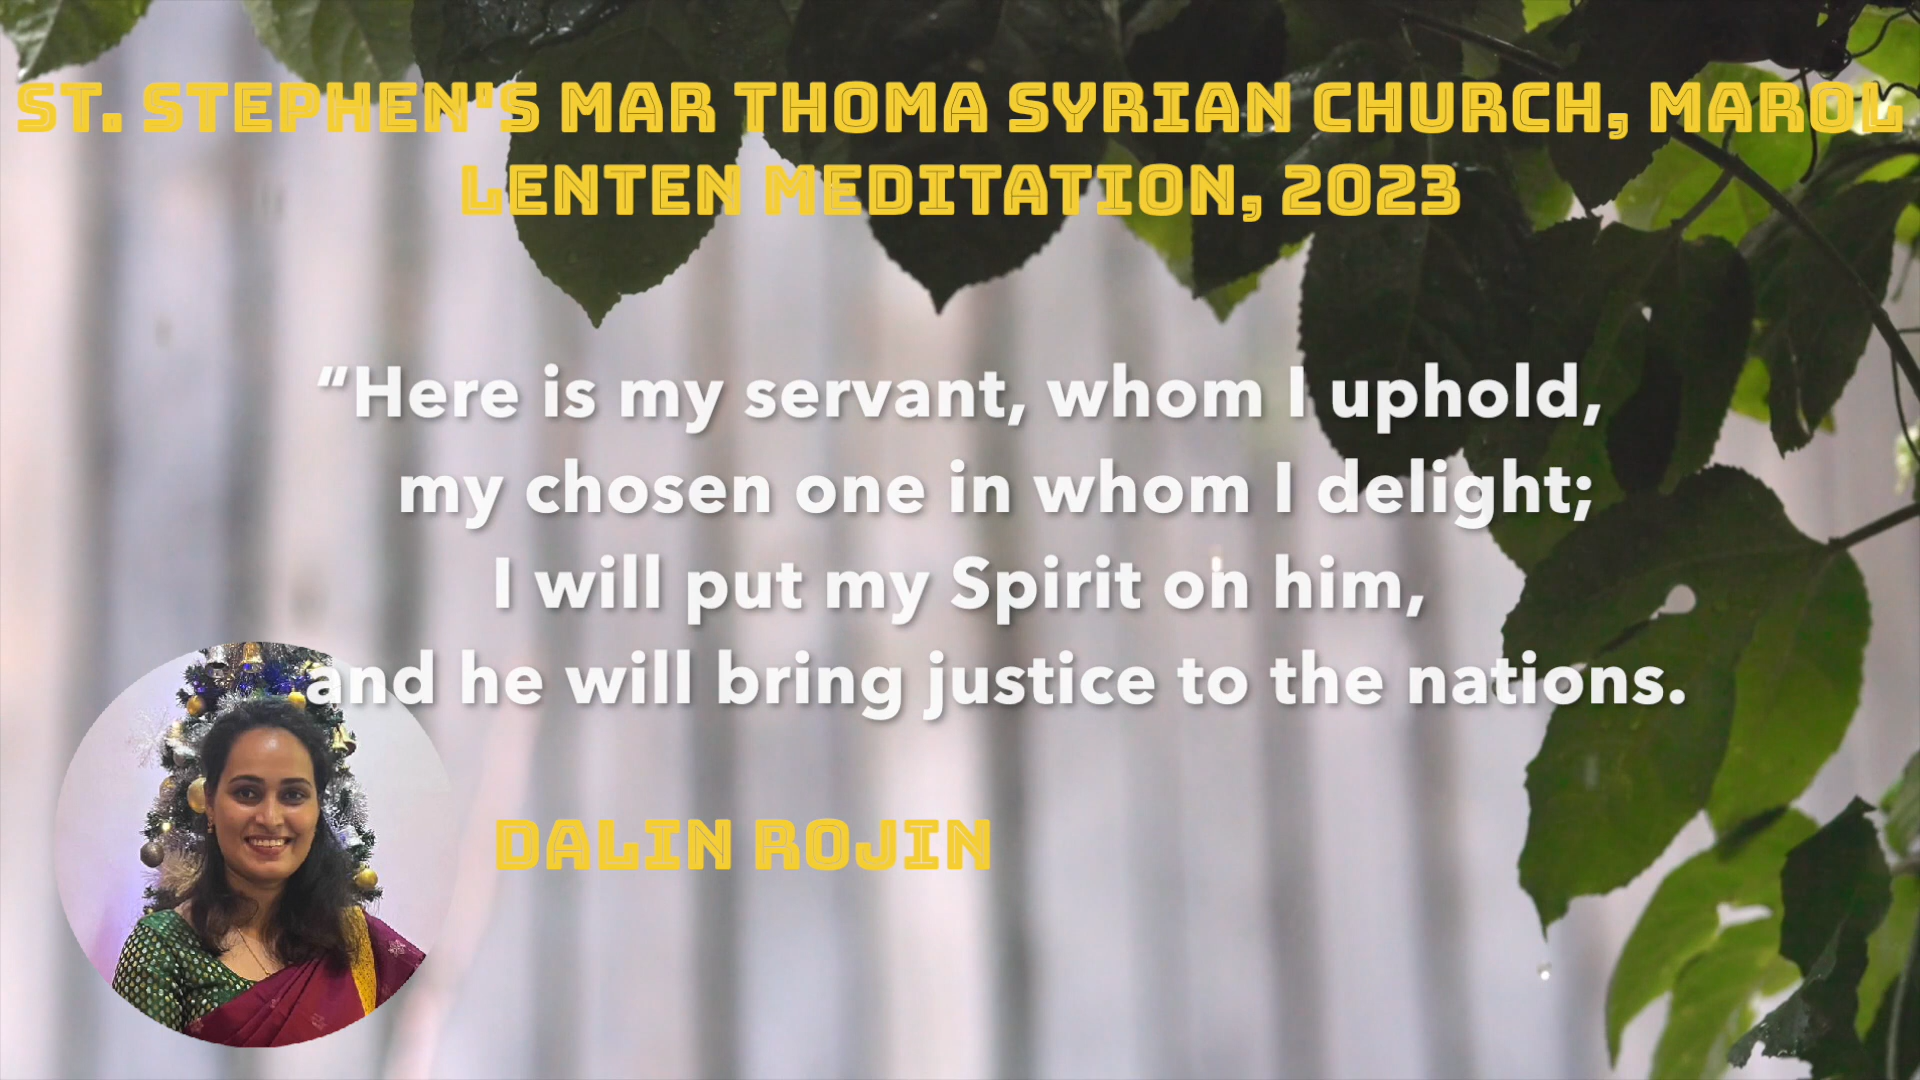 ST. STEPHEN'S MAR THOMA SYRIAN CHURCH, MAROL
LENTEN MEDITATION, 2023
“Here is my servant, whom I uphold,
my chosen one in whom I delight;
I will put my Spirit on him,
and he will bring justice to the nations.
DALIN ROJIN